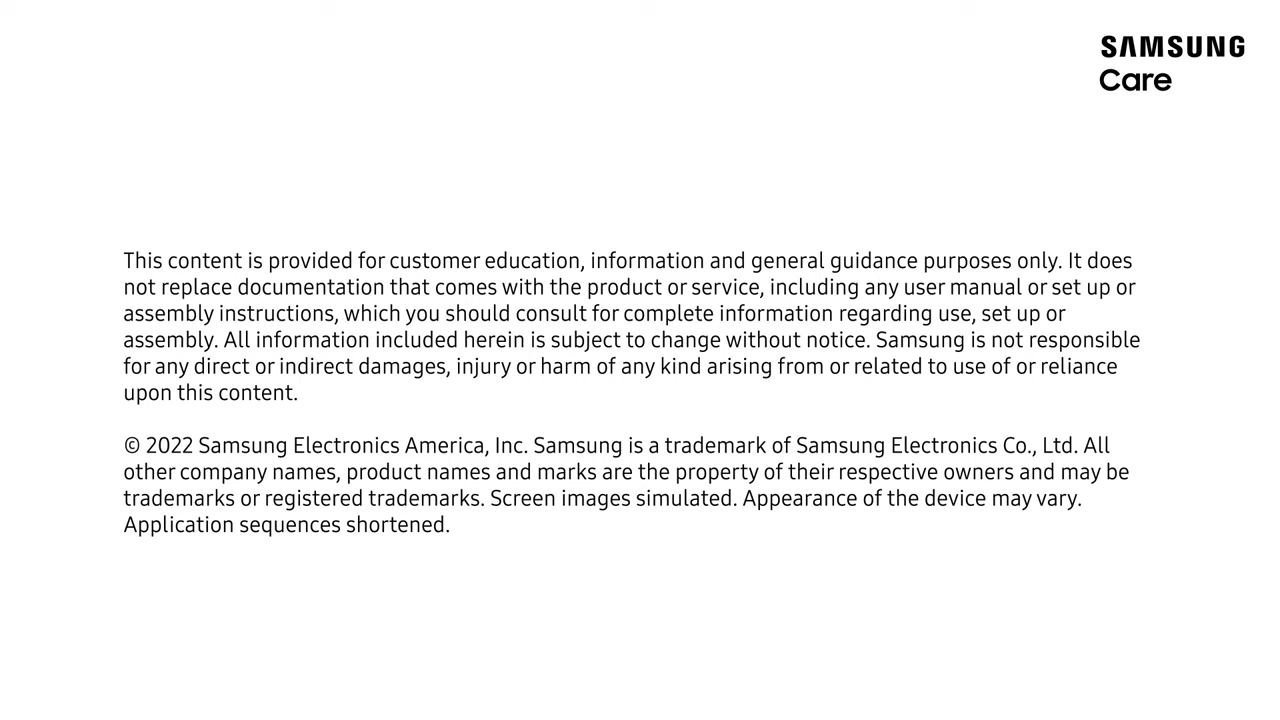 SAMSUNG
Care
This content is provided for customer education, information and general guidance purposes only. It does
not replace documentation that comes with the product or service, including any user manual or set up or
assembly instructions, which you should consult for complete information regarding use, set up or
assembly. All information included herein is subject to change without notice. Samsung is not responsible
for any direct or indirect damages, injury or harm of any kind arising from or related to use of or reliance
upon this content.
© 2022 Samsung Electronics America, Inc. Samsung is a trademark of Samsung Electronics Co., Ltd. All
other company names, product names and marks are the property of their respective owners and may be
trademarks or registered trademarks. Screen images simulated. Appearance of the device may vary.
Application sequences shortened.